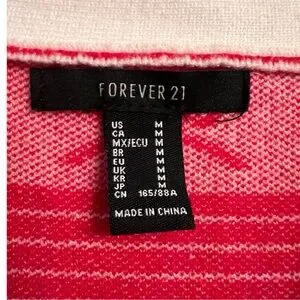 FOREVER 21
US M
CA M
MX/ECU M
BR M
EU M
UK M
KR M
JP M
CN 165/88A
MADE IN CHINA